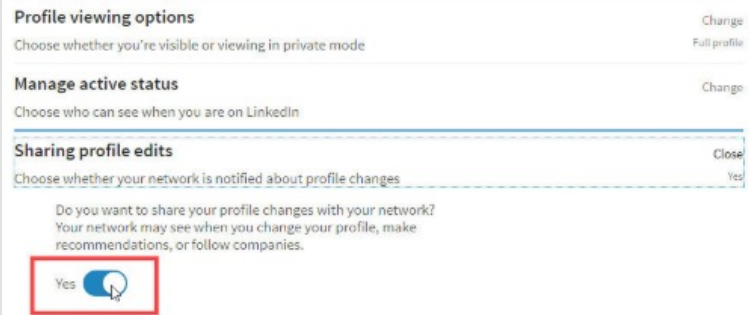 Profile viewing options
Change
Choose whether you're visible or viewing in private mode
Full profile
Manage active status
Change
Choose who can see when you are on LinkedIn
Sharing profile edits
Close
Choose whether your network is notified about profile changes
Yes
Do you want to share your profile changes with your network?
Your network may see when you change your profile, make
recommendations, or follow companies.
Yes